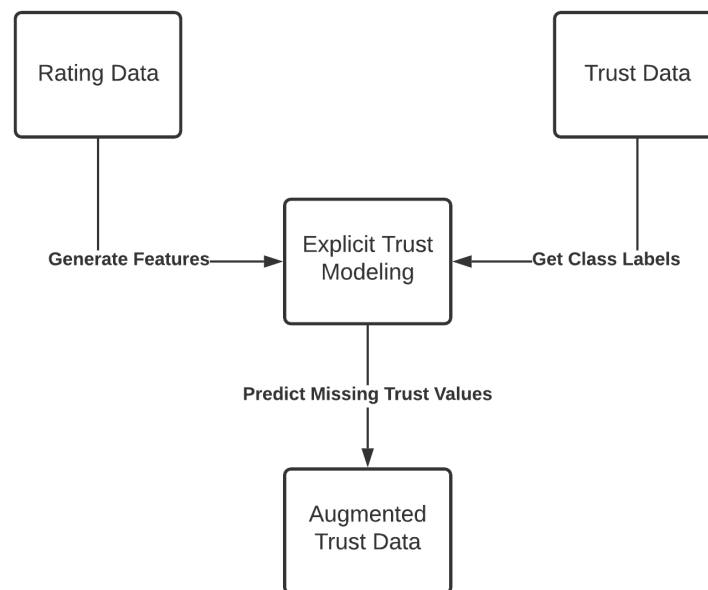 Rating Data
Trust Data
Explicit Trust
Modeling
Generate Features
Get Class Labels
Predict Missing Trust Values
Augmented
Trust Data